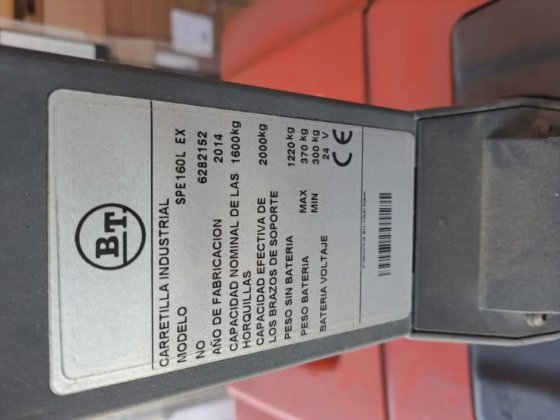 BT
CARRETILLA INDUSTRIAL
MODELO SPE160L EX
NO 6282152
AÑO DE FABRICACION 2014
CAPACIDAD NOMINAL DE LAS 1600kg
HORQUILLAS
CAPACIDAD EFECTIVA DE 2000kg
LOS BRAZOS DE SOPORTE
PESO SIN BATERIA 1220 kg
PESO BATERIA MAX 370 kg
MIN 300 kg
BATERIA VOLTAJE 24 V
CE